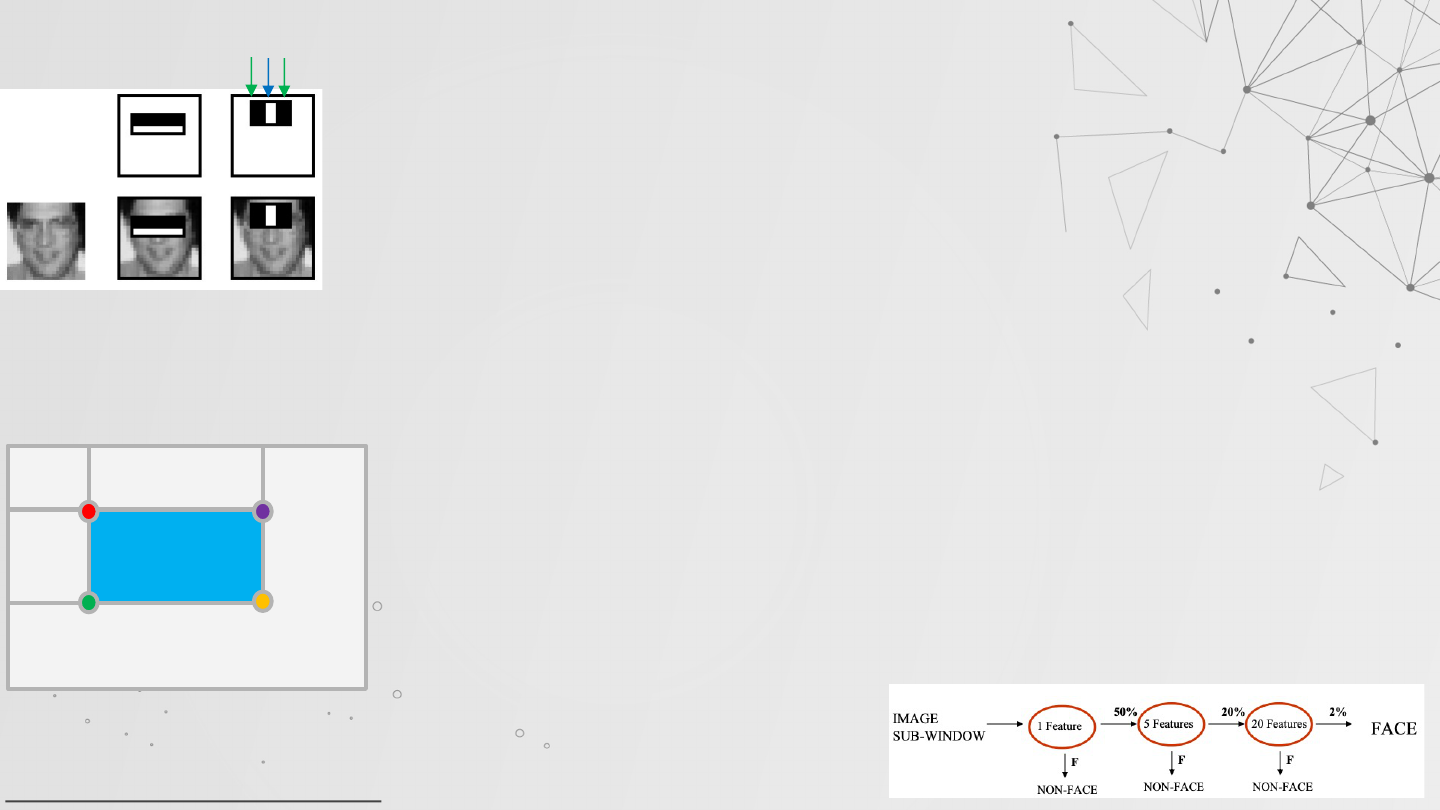 50% 20% 2%
IMAGE
SUB-WINDOW
1 Feature 5 Features 20 Features FACE
F F F
NON-FACE NON-FACE NON-FACE